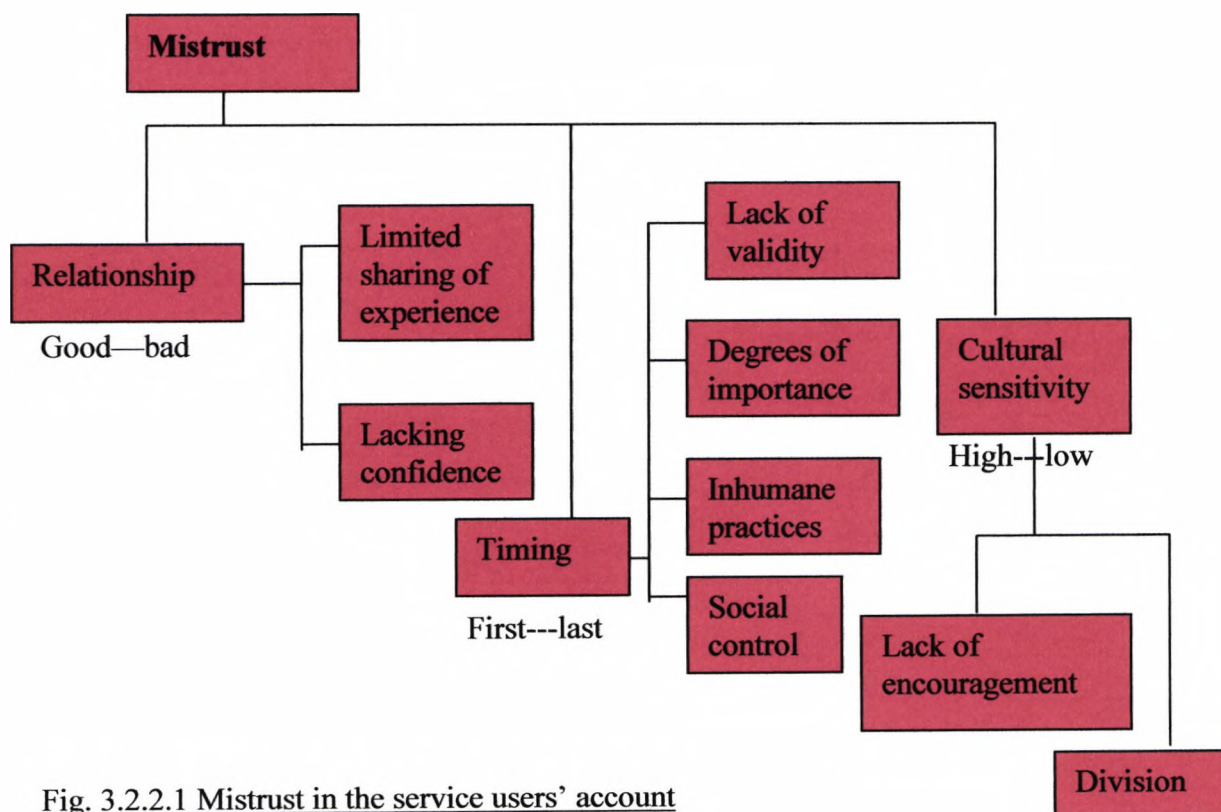 Mistrust
Relationship
Good—bad
Limited
sharing of
experience
Lacking
confidence
Timing
First---last
Lack of
validity
Degrees of
importance
Inhumane
practices
Social
control
Cultural
sensitivity
High---low
Lack of
encouragement
Division
Fig. 3.2.2.1 Mistrust in the service users’ account